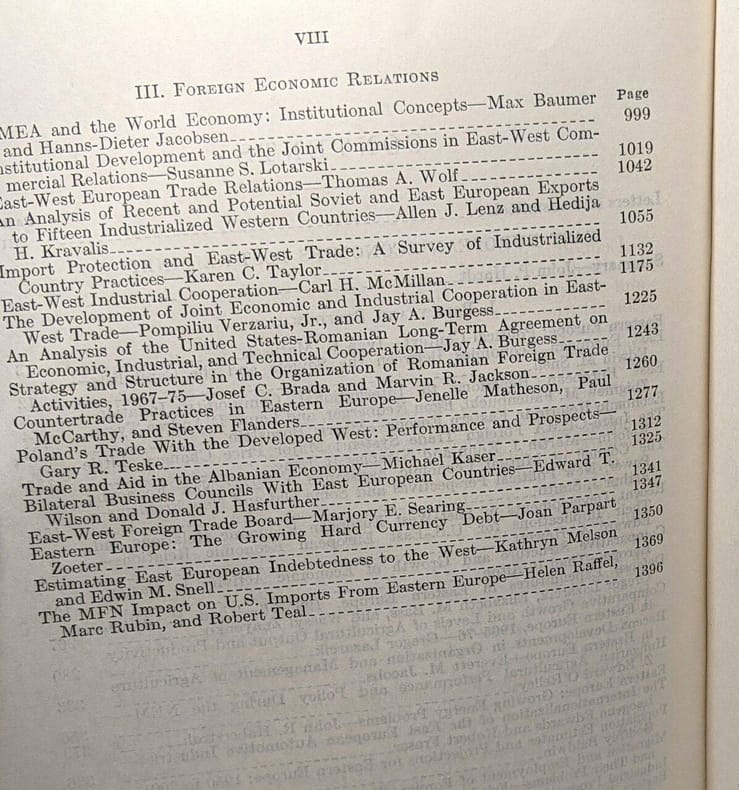 VIII
III. FOREIGN ECONOMIC RELATIONS
Page
MEA and the World Economy: Institutional Concepts—Max Baumer
and Hanns-Dieter Jacobsen 999
nstitutional Development and the Joint Commissions in East-West Com-
mercial Relations—Susanne S. Lotarski 1019
East-West European Trade Relations—Thomas A. Wolf 1042
An Analysis of Recent and Potential Soviet and East European Exports
to Fifteen Industrialized Western Countries—Allen J. Lenz and Hedija
H. Kravalis 1055
Import Protection and East-West Trade: A Survey of Industrialized
Country Practices—Karen C. Taylor 1132
East-West Industrial Cooperation—Carl H. McMillan 1175
The Development of Joint Economic and Industrial Cooperation in East-
West Trade—Pompiliu Verzariu, Jr., and Jay A. Burgess 1225
An Analysis of the United States-Romanian Long-Term Agreement on
Economic, Industrial, and Technical Cooperation—Jay A. Burgess 1243
Strategy and Structure in the Organization of Romanian Foreign Trade
Activities, 1967-75—Josef C. Brada and Marvin R. Jackson 1260
Countertrade Practices in Eastern Europe—Jenelle Matheson, Paul
McCarthy, and Steven Flanders 1277
Poland's Trade With the Developed West: Performance and Prospects—
Gary R. Teske 1312
Trade and Aid in the Albanian Economy—Michael Kaser 1325
Bilateral Business Councils With East European Countries—Edward T.
Wilson and Donald J. Hasfurther 1341
East-West Foreign Trade Board—Marjory E. Searing 1347
Eastern Europe: The Growing Hard Currency Debt—Joan Parpart
Zoeter 1350
Estimating East European Indebtedness to the West—Kathryn Melson
and Edwin M. Snell 1369
The MFN Impact on U.S. Imports From Eastern Europe—Helen Raffel,
Marc Rubin, and Robert Teal 1396